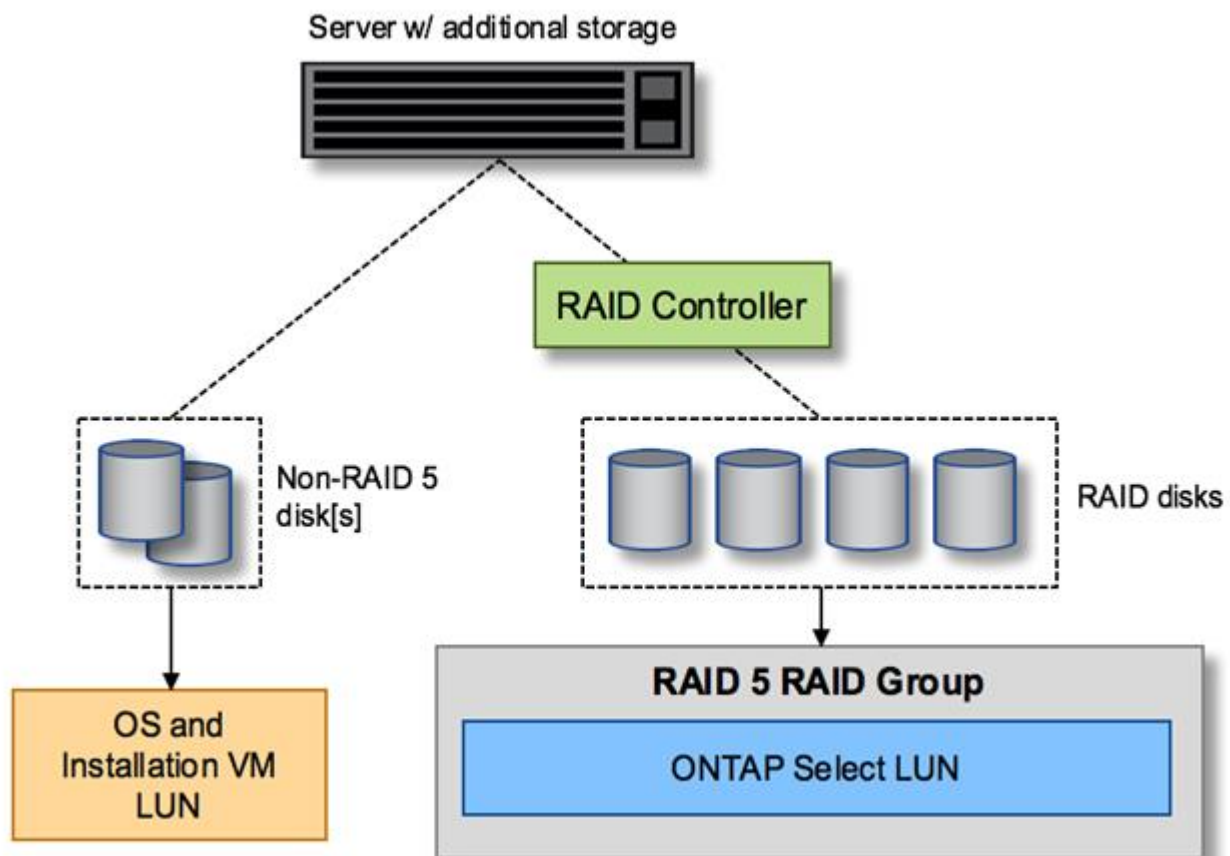 Server w/ additional storage
RAID Controller
Non-RAID 5
disk[s]
RAID disks
OS and
Installation VM
LUN
RAID 5 RAID Group
ONTAP Select LUN